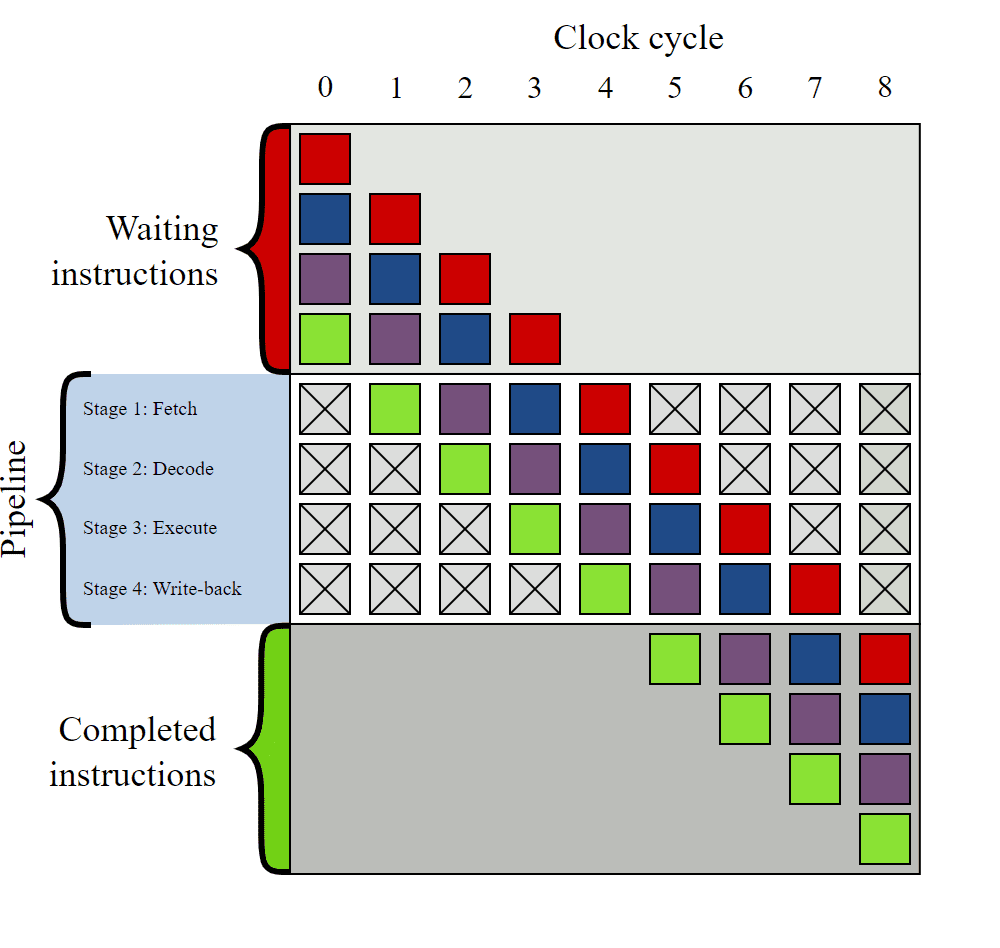 Clock cycle
0 1 2 3 4 5 6 7 8
Waiting
instructions
Pipeline
Stage 1: Fetch
Stage 2: Decode
Stage 3: Execute
Stage 4: Write-back
Completed
instructions